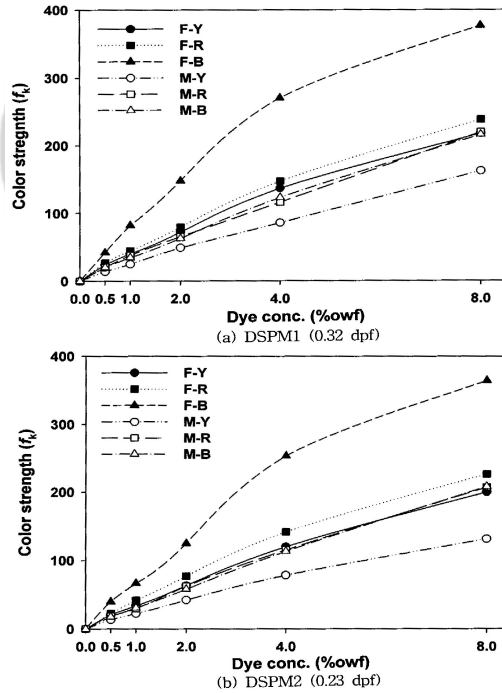 400
300
200
100
0
Color stregnth (fk)
F-Y
F-R
F-B
M-Y
M-R
M-B
0.0 0.5 1.0 2.0 4.0 8.0
Dye conc. (%owf)
(a) DSPM1 (0.32 dpf)
400
300
200
100
0
Color strength (fk)
F-Y
F-R
F-B
M-Y
M-R
M-B
0.0 0.5 1.0 2.0 4.0 8.0
Dye conc. (%owf)
(b) DSPM2 (0.23 dpf)